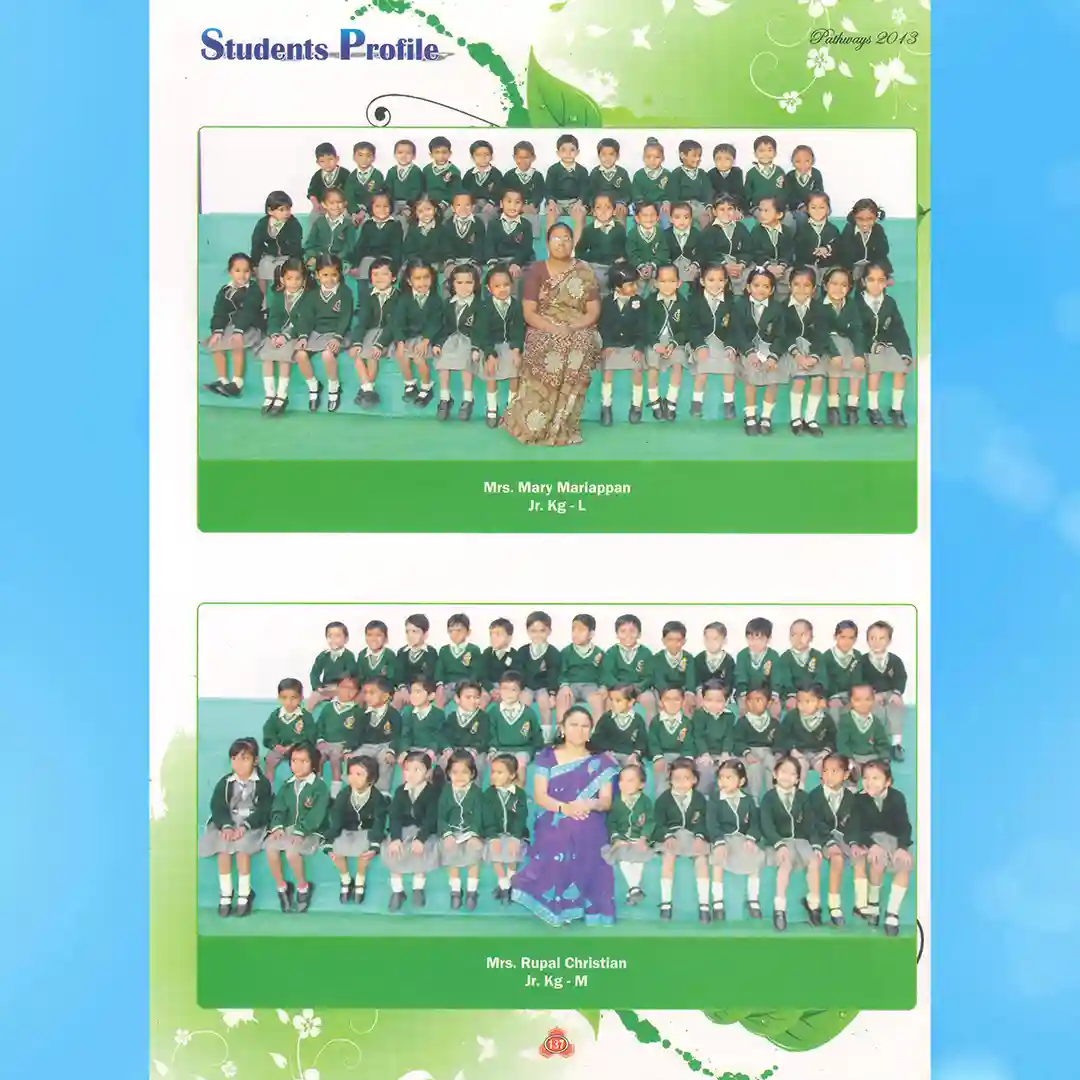 Students Profile
Pathways 2013
Mrs. Mary Mariappan
Jr. Kg - L
Mrs. Rupal Christian
Jr. Kg - M
137